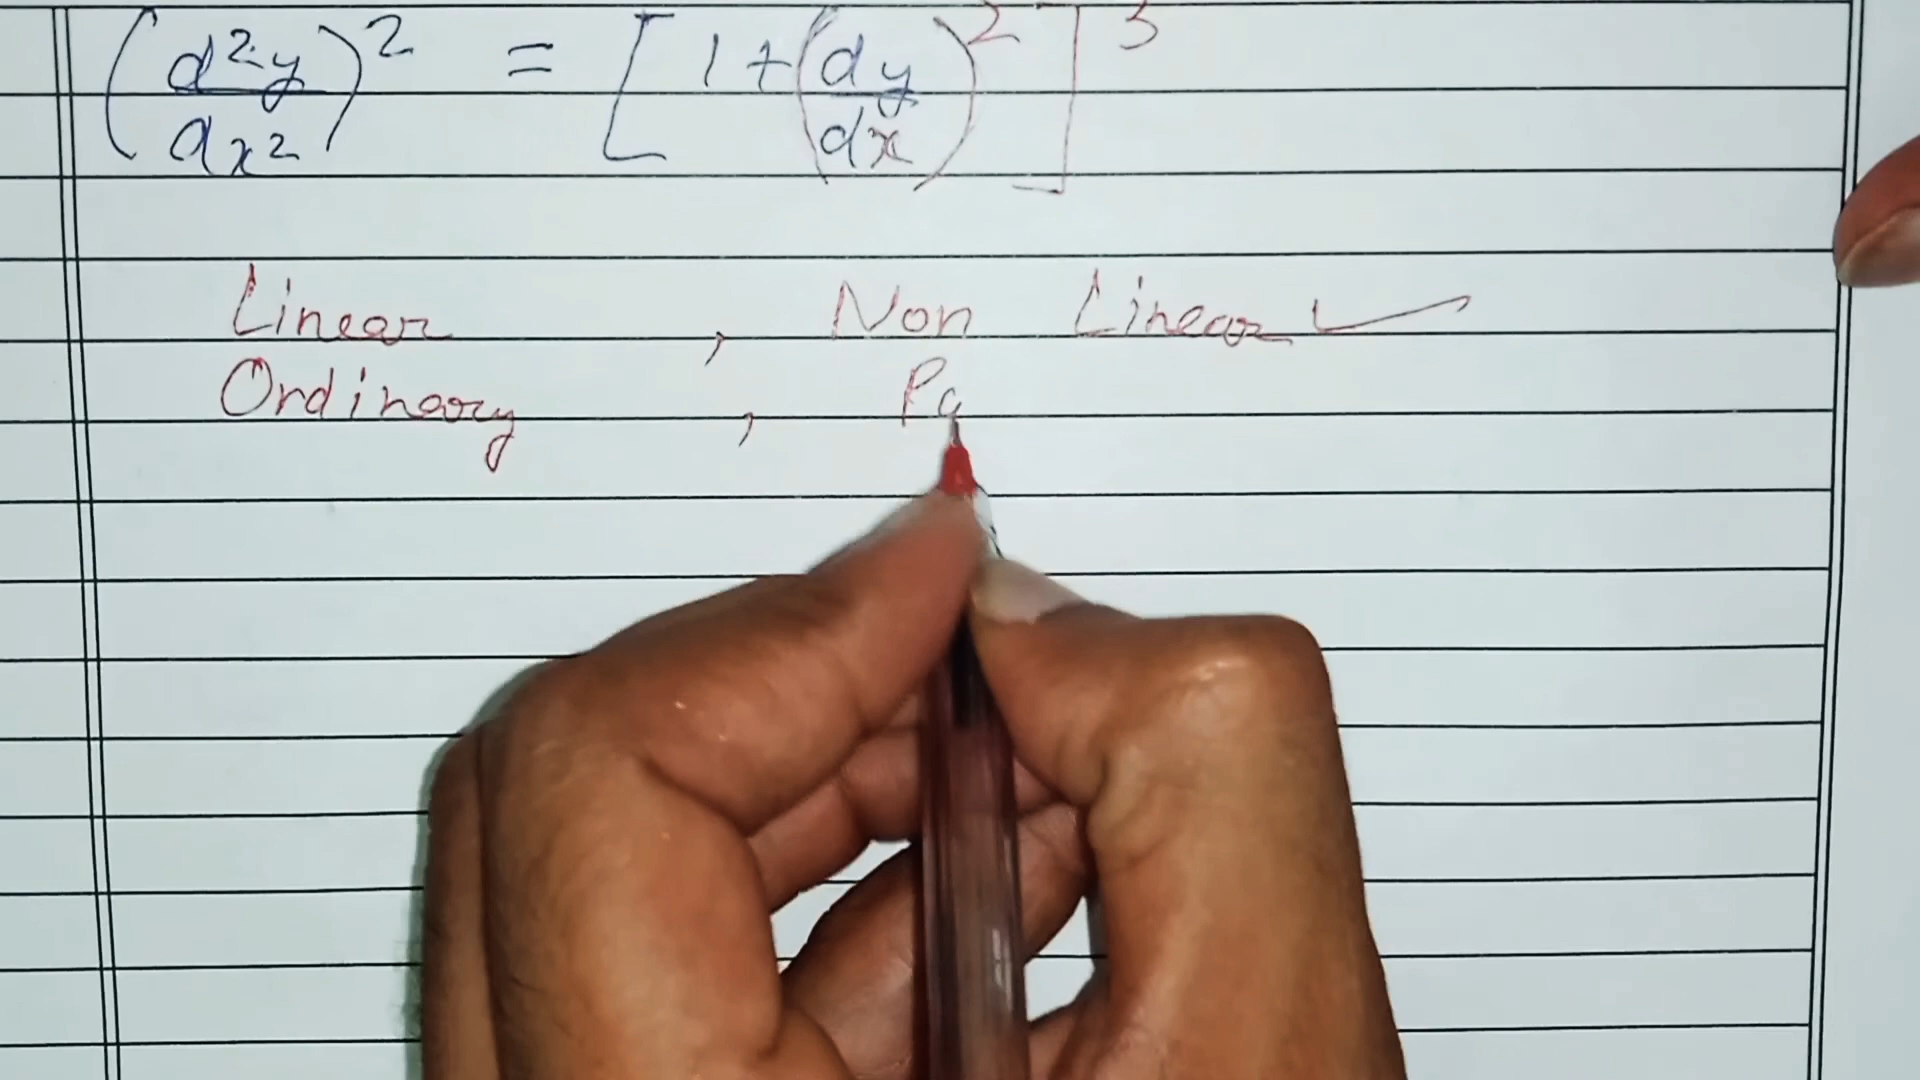 (d²y/dx²)² = [1+(dy/dx)²]³
Linear , Non Linear ✓
Ordinary , Pa